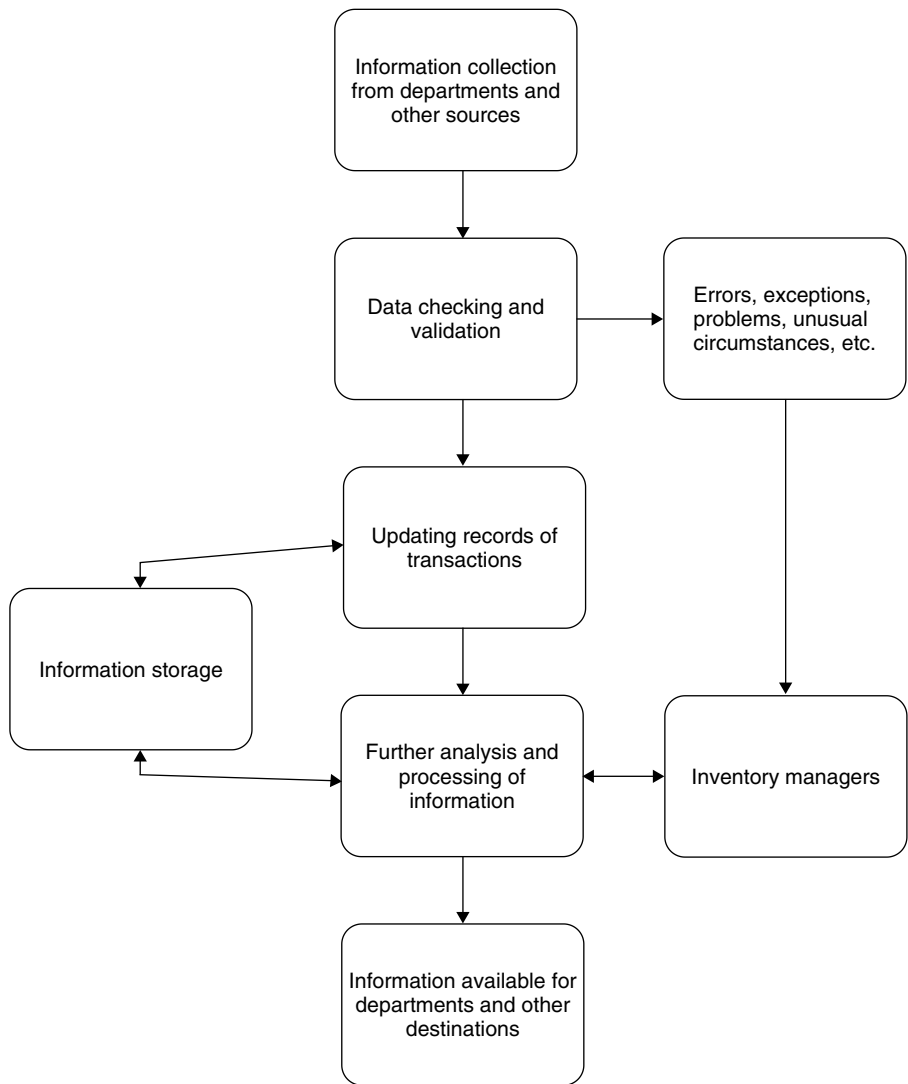 Information collection
from departments and
other sources
Data checking and
validation
Errors, exceptions,
problems, unusual
circumstances, etc.
Updating records of
transactions
Information storage
Further analysis and
processing of
information
Inventory managers
Information available for
departments and other
destinations